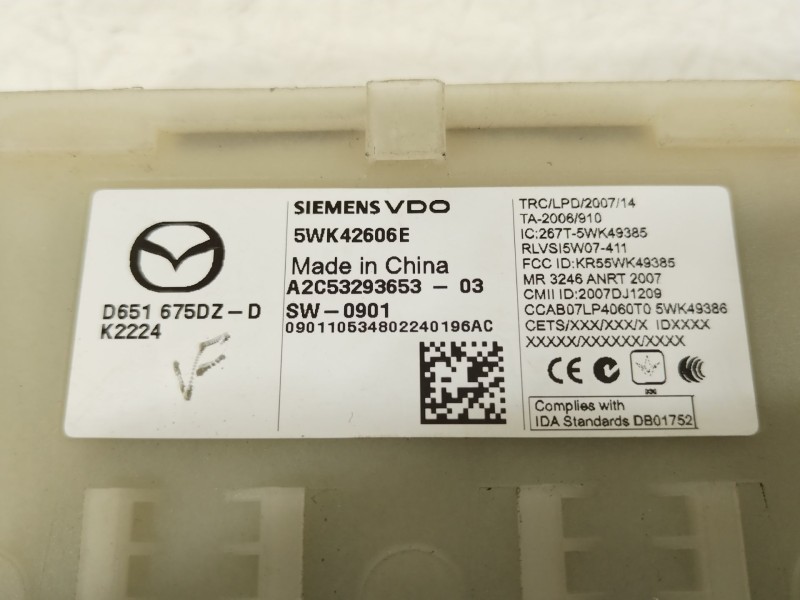 D651 675DZ-D
K2224
VF
SIEMENS VDO
5WK42606E
Made in China
A2C53293653 - 03
SW-0901
090110534802240196AC
TRC/LPD/2007/14
TA-2006/910
IC:267T-5WK49385
RLVSI5W07-411
FCC ID:KR55WK49385
MR 3246 ANRT 2007
CMII ID:2007DJ1209
CCAB07LP4060T0 5WK49386
CETS/XXX/XXX/X IDXXXX
XXXXX/XXXXXX/XXXX
CE
Complies with
IDA Standards DB01752